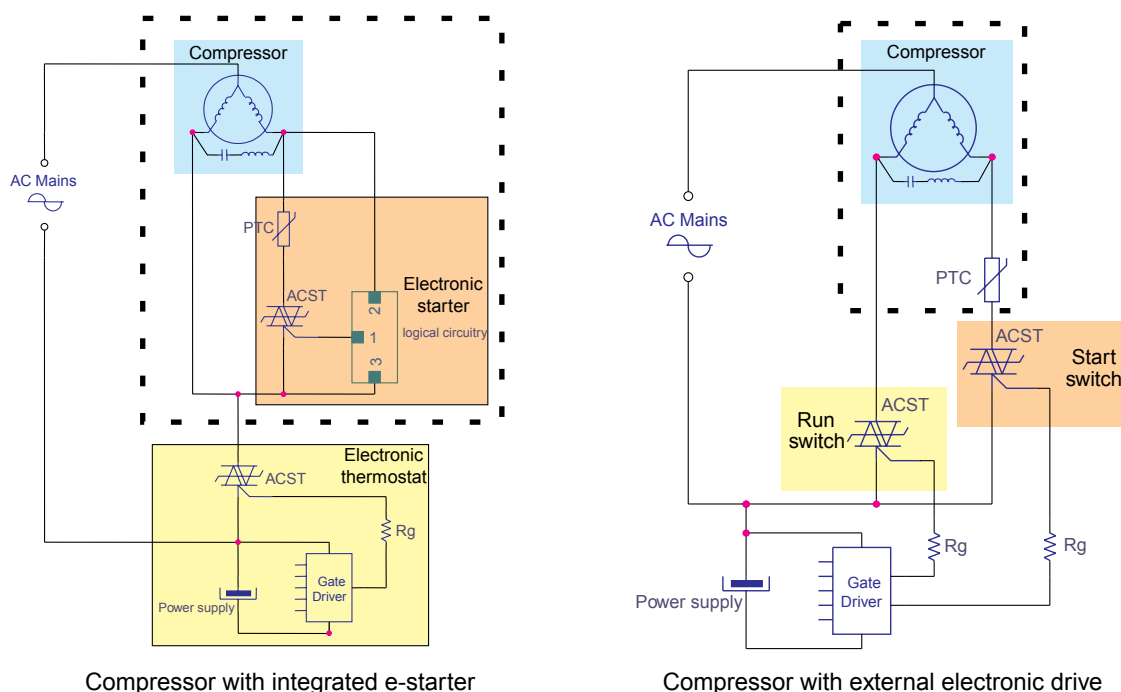 Compressor
AC Mains
PTC
ACST
Electronic
starter
logical circuitry
2
1
3
Electronic
thermostat
ACST
Rg
Gate
Driver
Power supply
Compressor with integrated e-starter
Compressor
AC Mains
PTC
ACST
Start
switch
ACST
Run
switch
Rg
Rg
Gate
Driver
Power supply
Compressor with external electronic drive